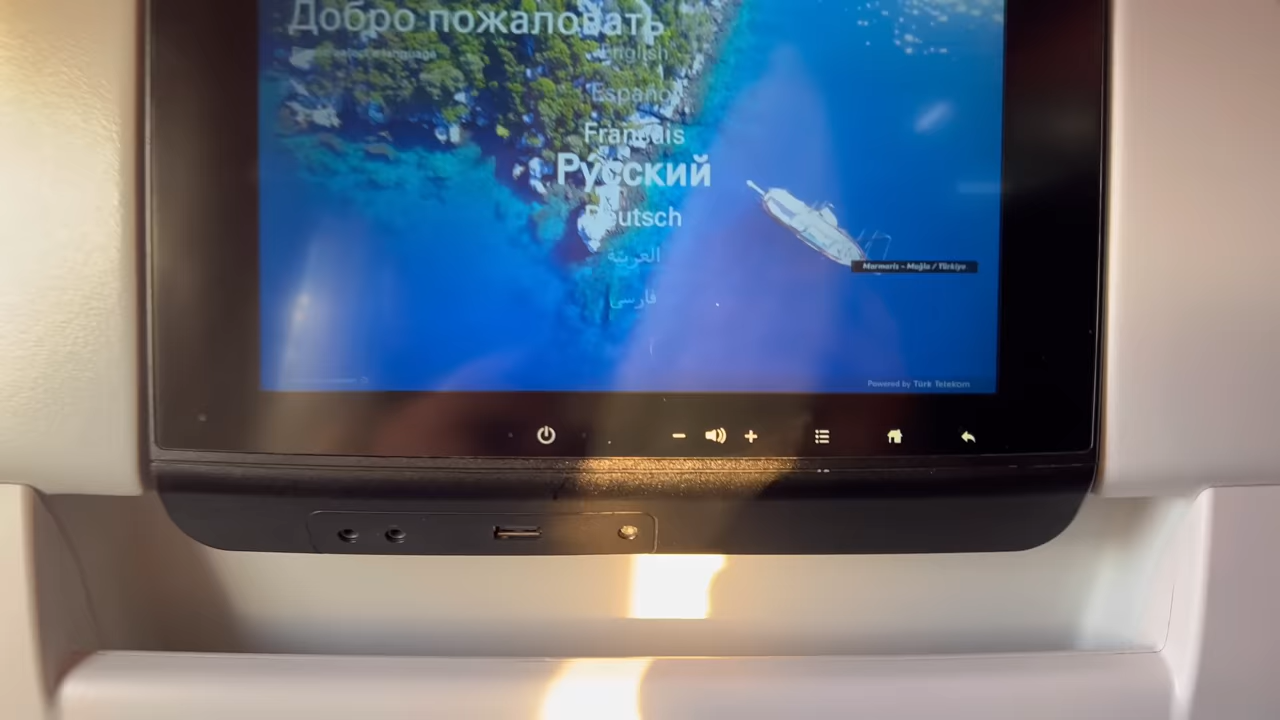 Добро пожаловать
English
Español
Français
Русский
Deutsch
العربية
فارسی
Marmaris – Muğla / Türkiye
Powered by Türk Telekom